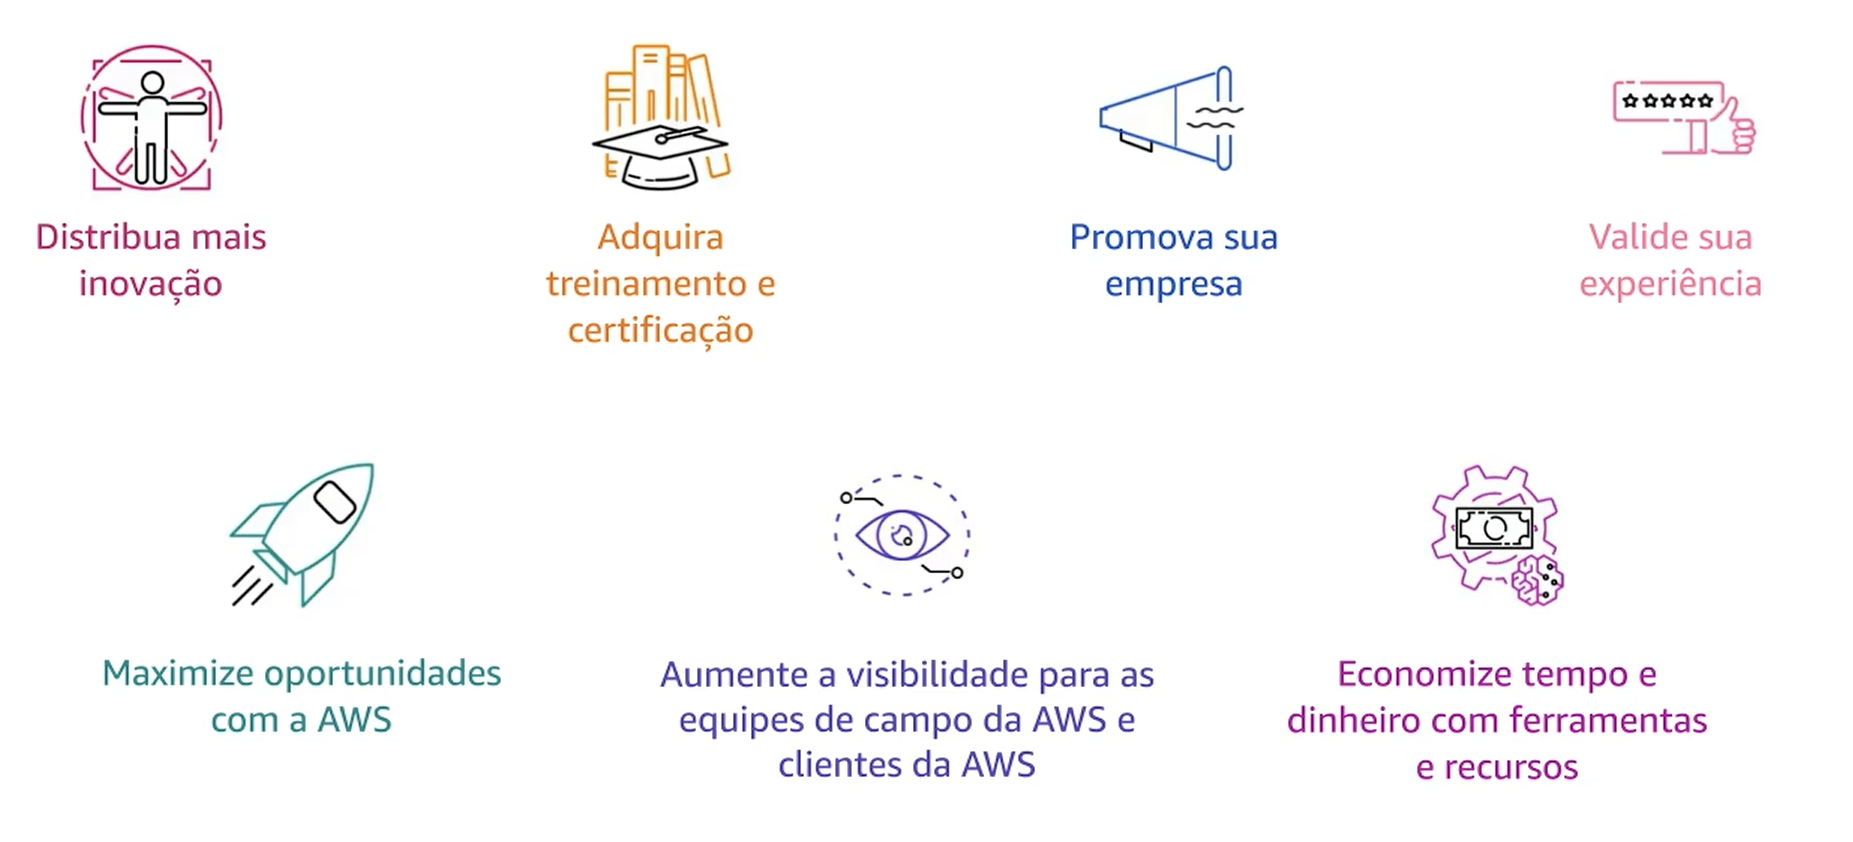 Distribua mais
inovação
Adquira
treinamento e
certificação
Promova sua
empresa
Valide sua
experiência
Maximize oportunidades
com a AWS
Aumente a visibilidade para as
equipes de campo da AWS e
clientes da AWS
Economize tempo e
dinheiro com ferramentas
e recursos